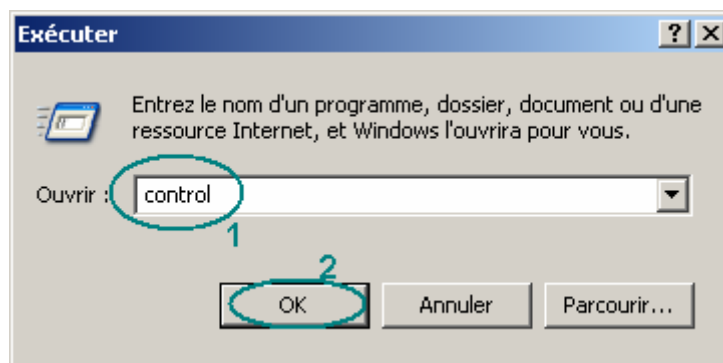 Exécuter
Entrez le nom d'un programme, dossier, document ou d'une
ressource Internet, et Windows l'ouvrira pour vous.
Ouvrir : control
1
2
OK Annuler Parcourir...